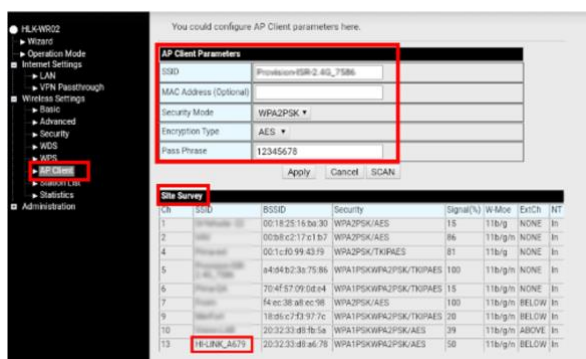 You could configure AP Client parameters here.
HLK-WR02
Wizard
Operation Mode
Internet Settings
LAN
VPN Passthrough
Wireless Settings
Basic
Advanced
Security
WDS
WPS
AP Client
Station List
Statistics
Administration
AP Client Parameters
SSID Provision-ISR-2.4G_7586
MAC Address (Optional)
Security Mode WPA2PSK
Encryption Type AES
Pass Phrase 12345678
Apply Cancel SCAN
Site Survey
Ch SSID BSSID Security Signal(%) W-Moe ExtCh NT
1 00:18:25:16:ba:30 WPA2PSK/AES 15 11b/g NONE In
2 00:b8:c2:17:c1:b7 WPA2PSK/AES 86 11b/g/n NONE In
4 00:1c:f0:99:43:f9 WPA2PSK/TKIPAES 81 11b/g NONE In
5 a4:d4:b2:3a:75:86 WPA1PSKWPA2PSK/TKIPAES 100 11b/g/n NONE In
6 70:4f:57:09:0d:e4 WPA1PSKWPA2PSK/TKIPAES 15 11b/g/n NONE In
7 f4:ec:38:a8:ec:98 WPA2PSK/AES 100 11b/g/n BELOW In
9 18:d6:c7:f3:97:7c WPA1PSKWPA2PSK/TKIPAES 20 11b/g/n BELOW In
10 20:32:33:d8:fb:5a WPA1PSKWPA2PSK/AES 39 11b/g/n ABOVE In
13 HI-LINK_A679 20:32:33:d8:a6:78 WPA1PSKWPA2PSK/AES 50 11b/g/n BELOW In